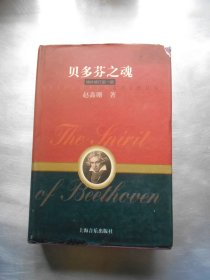 贝多芬之魂
赵鑫珊 著
The Spirit
of Beethoven
上海音乐出版社